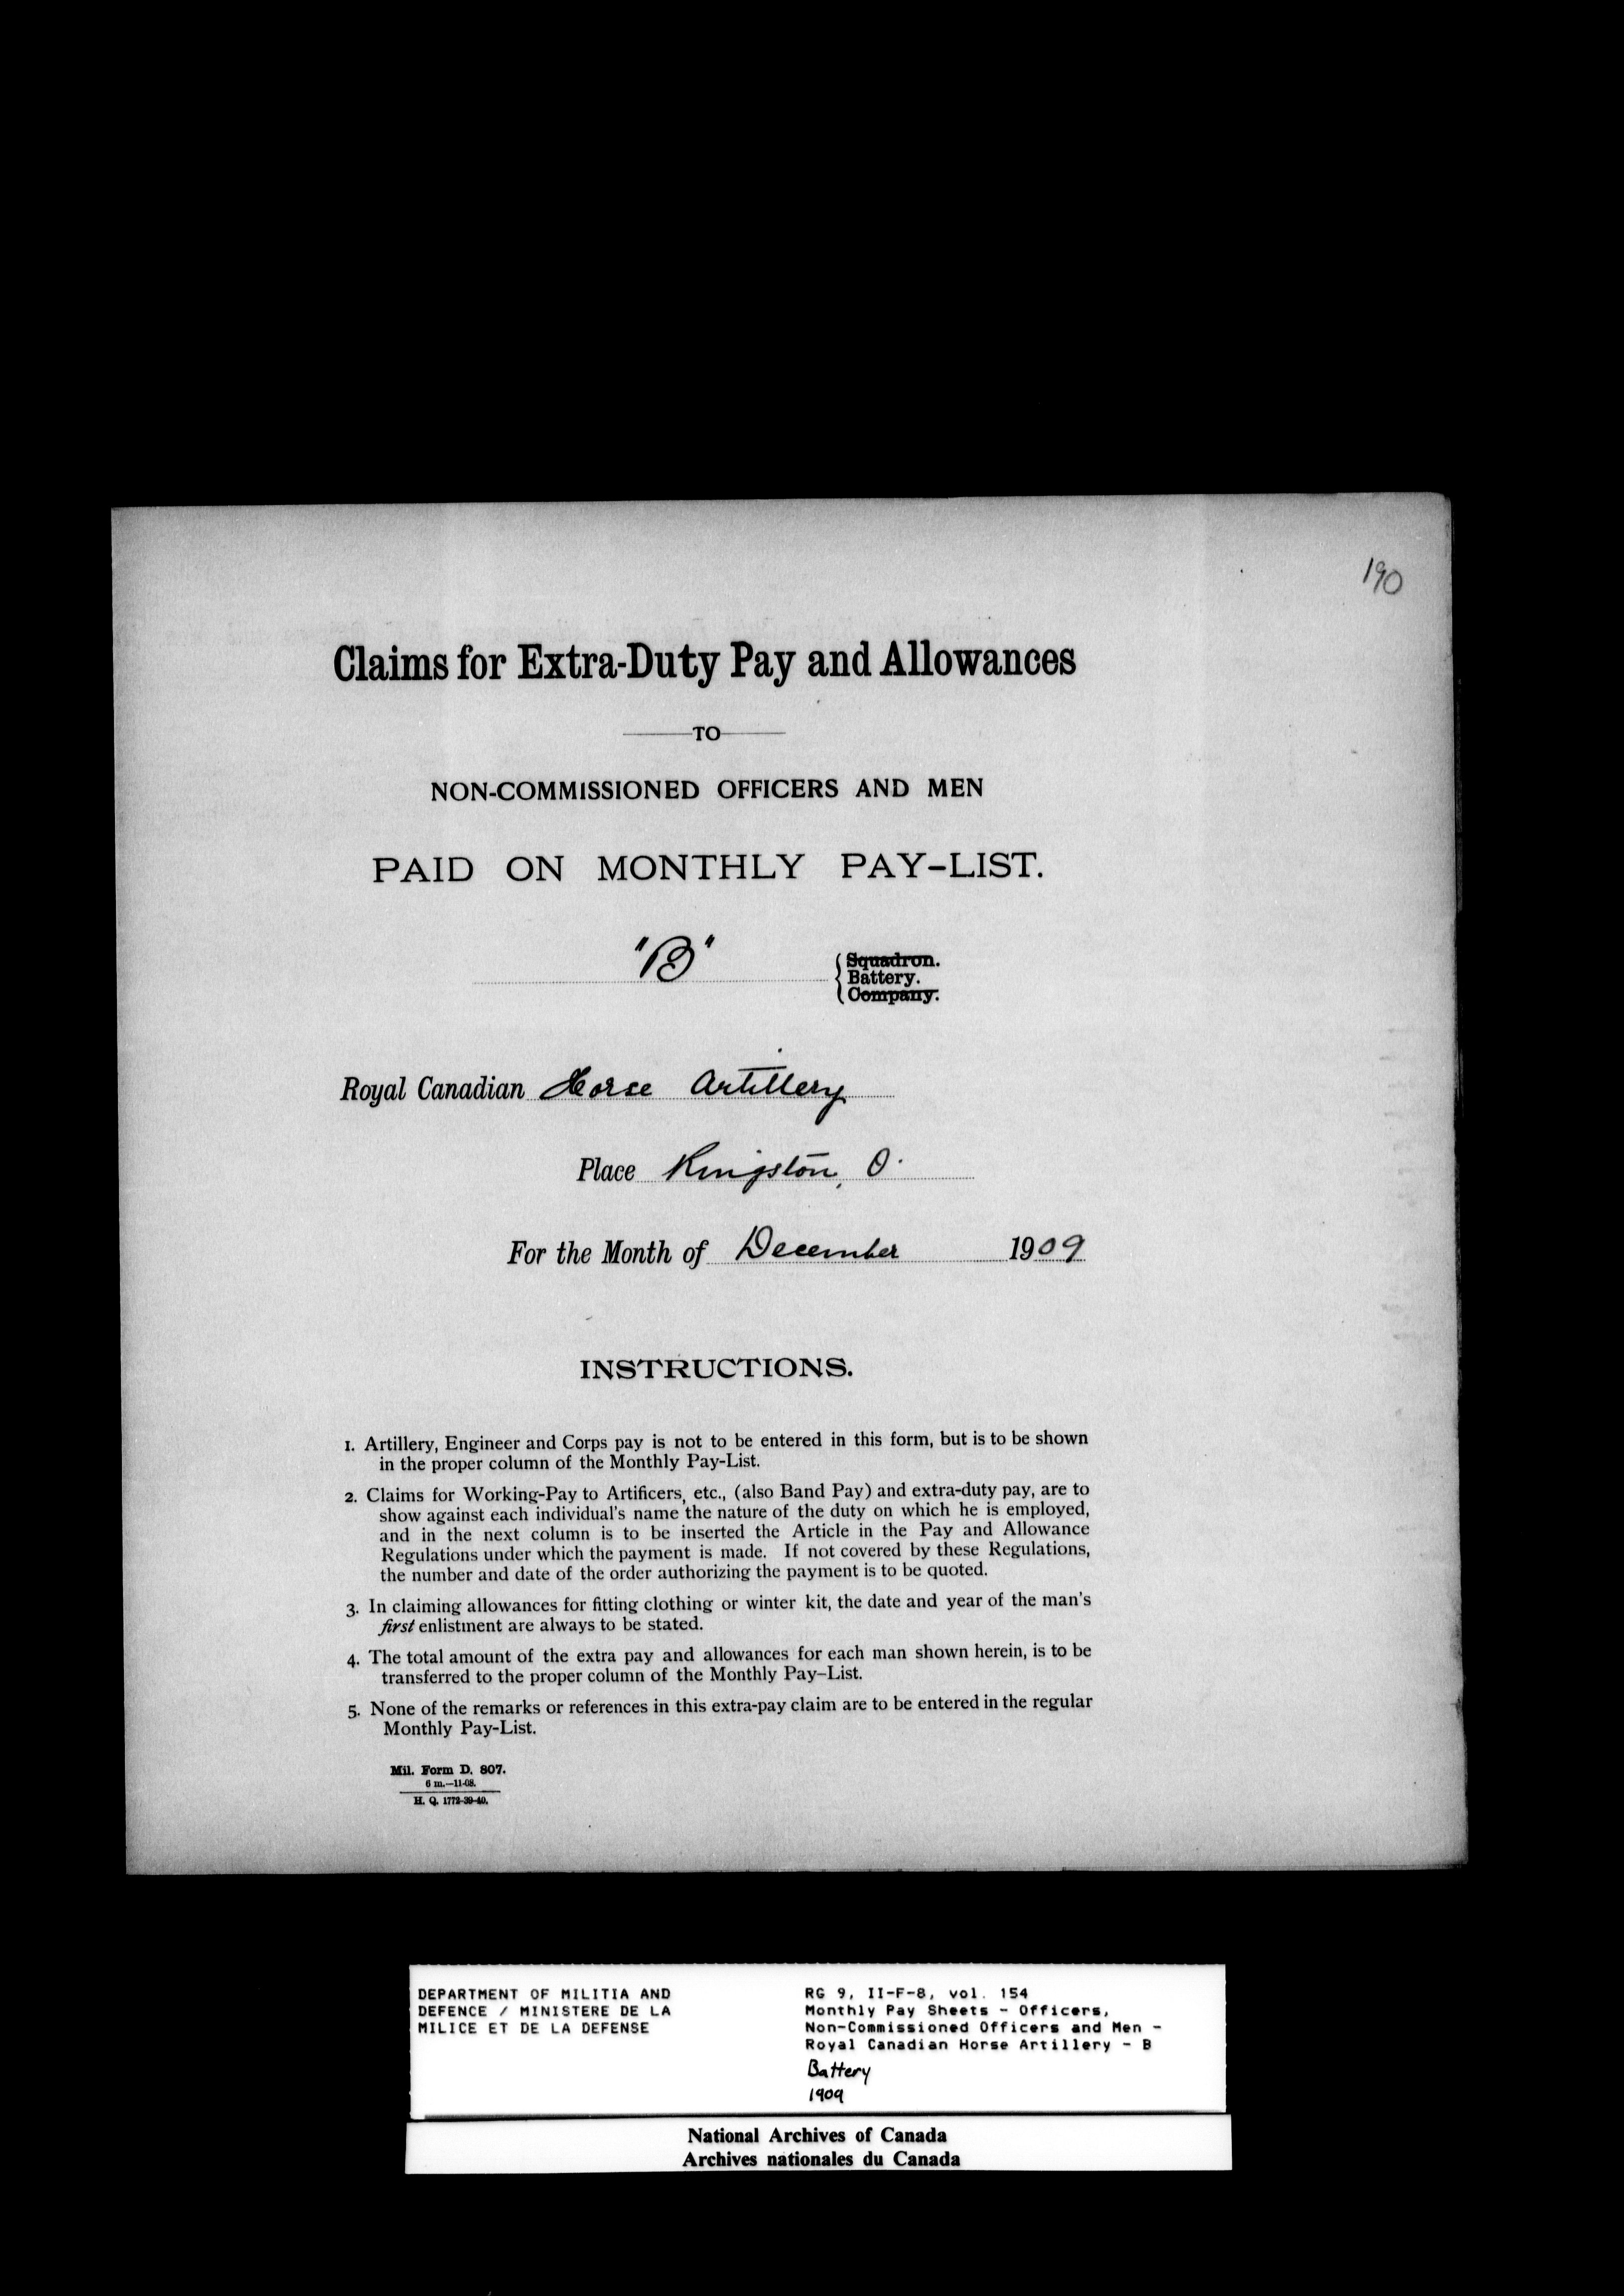 190
Claims for Extra-Duty Pay and Allowances
TO
NON-COMMISSIONED OFFICERS AND MEN
PAID ON MONTHLY PAY-LIST.
"B"
Squadron.
Battery.
Company.
Royal Canadian Horse Artillery
Place Kingston, O.
For the Month of December 1909
INSTRUCTIONS.
1. Artillery, Engineer and Corps pay is not to be entered in this form, but is to be shown
in the proper column of the Monthly Pay-List.
2. Claims for Working-Pay to Artificers, etc., (also Band Pay) and extra-duty pay, are to
show against each individual's name the nature of the duty on which he is employed,
and in the next column is to be inserted the Article in the Pay and Allowance
Regulations under which the payment is made. If not covered by these Regulations,
the number and date of the order authorizing the payment is to be quoted.
3. In claiming allowances for fitting clothing or winter kit, the date and year of the man's
first enlistment are always to be stated.
4. The total amount of the extra pay and allowances for each man shown herein, is to be
transferred to the proper column of the Monthly Pay-List.
5. None of the remarks or references in this extra-pay claim are to be entered in the regular
Monthly Pay-List.
Mil. Form D. 807.
6 m.—11-08.
H. Q. 1772-39-40.
DEPARTMENT OF MILITIA AND
DEFENCE / MINISTERE DE LA
MILICE ET DE LA DEFENSE
RG 9, II-F-8, vol. 154
Monthly Pay Sheets - Officers,
Non-Commissioned Officers and Men -
Royal Canadian Horse Artillery - B
Battery
1909
National Archives of Canada
Archives nationales du Canada